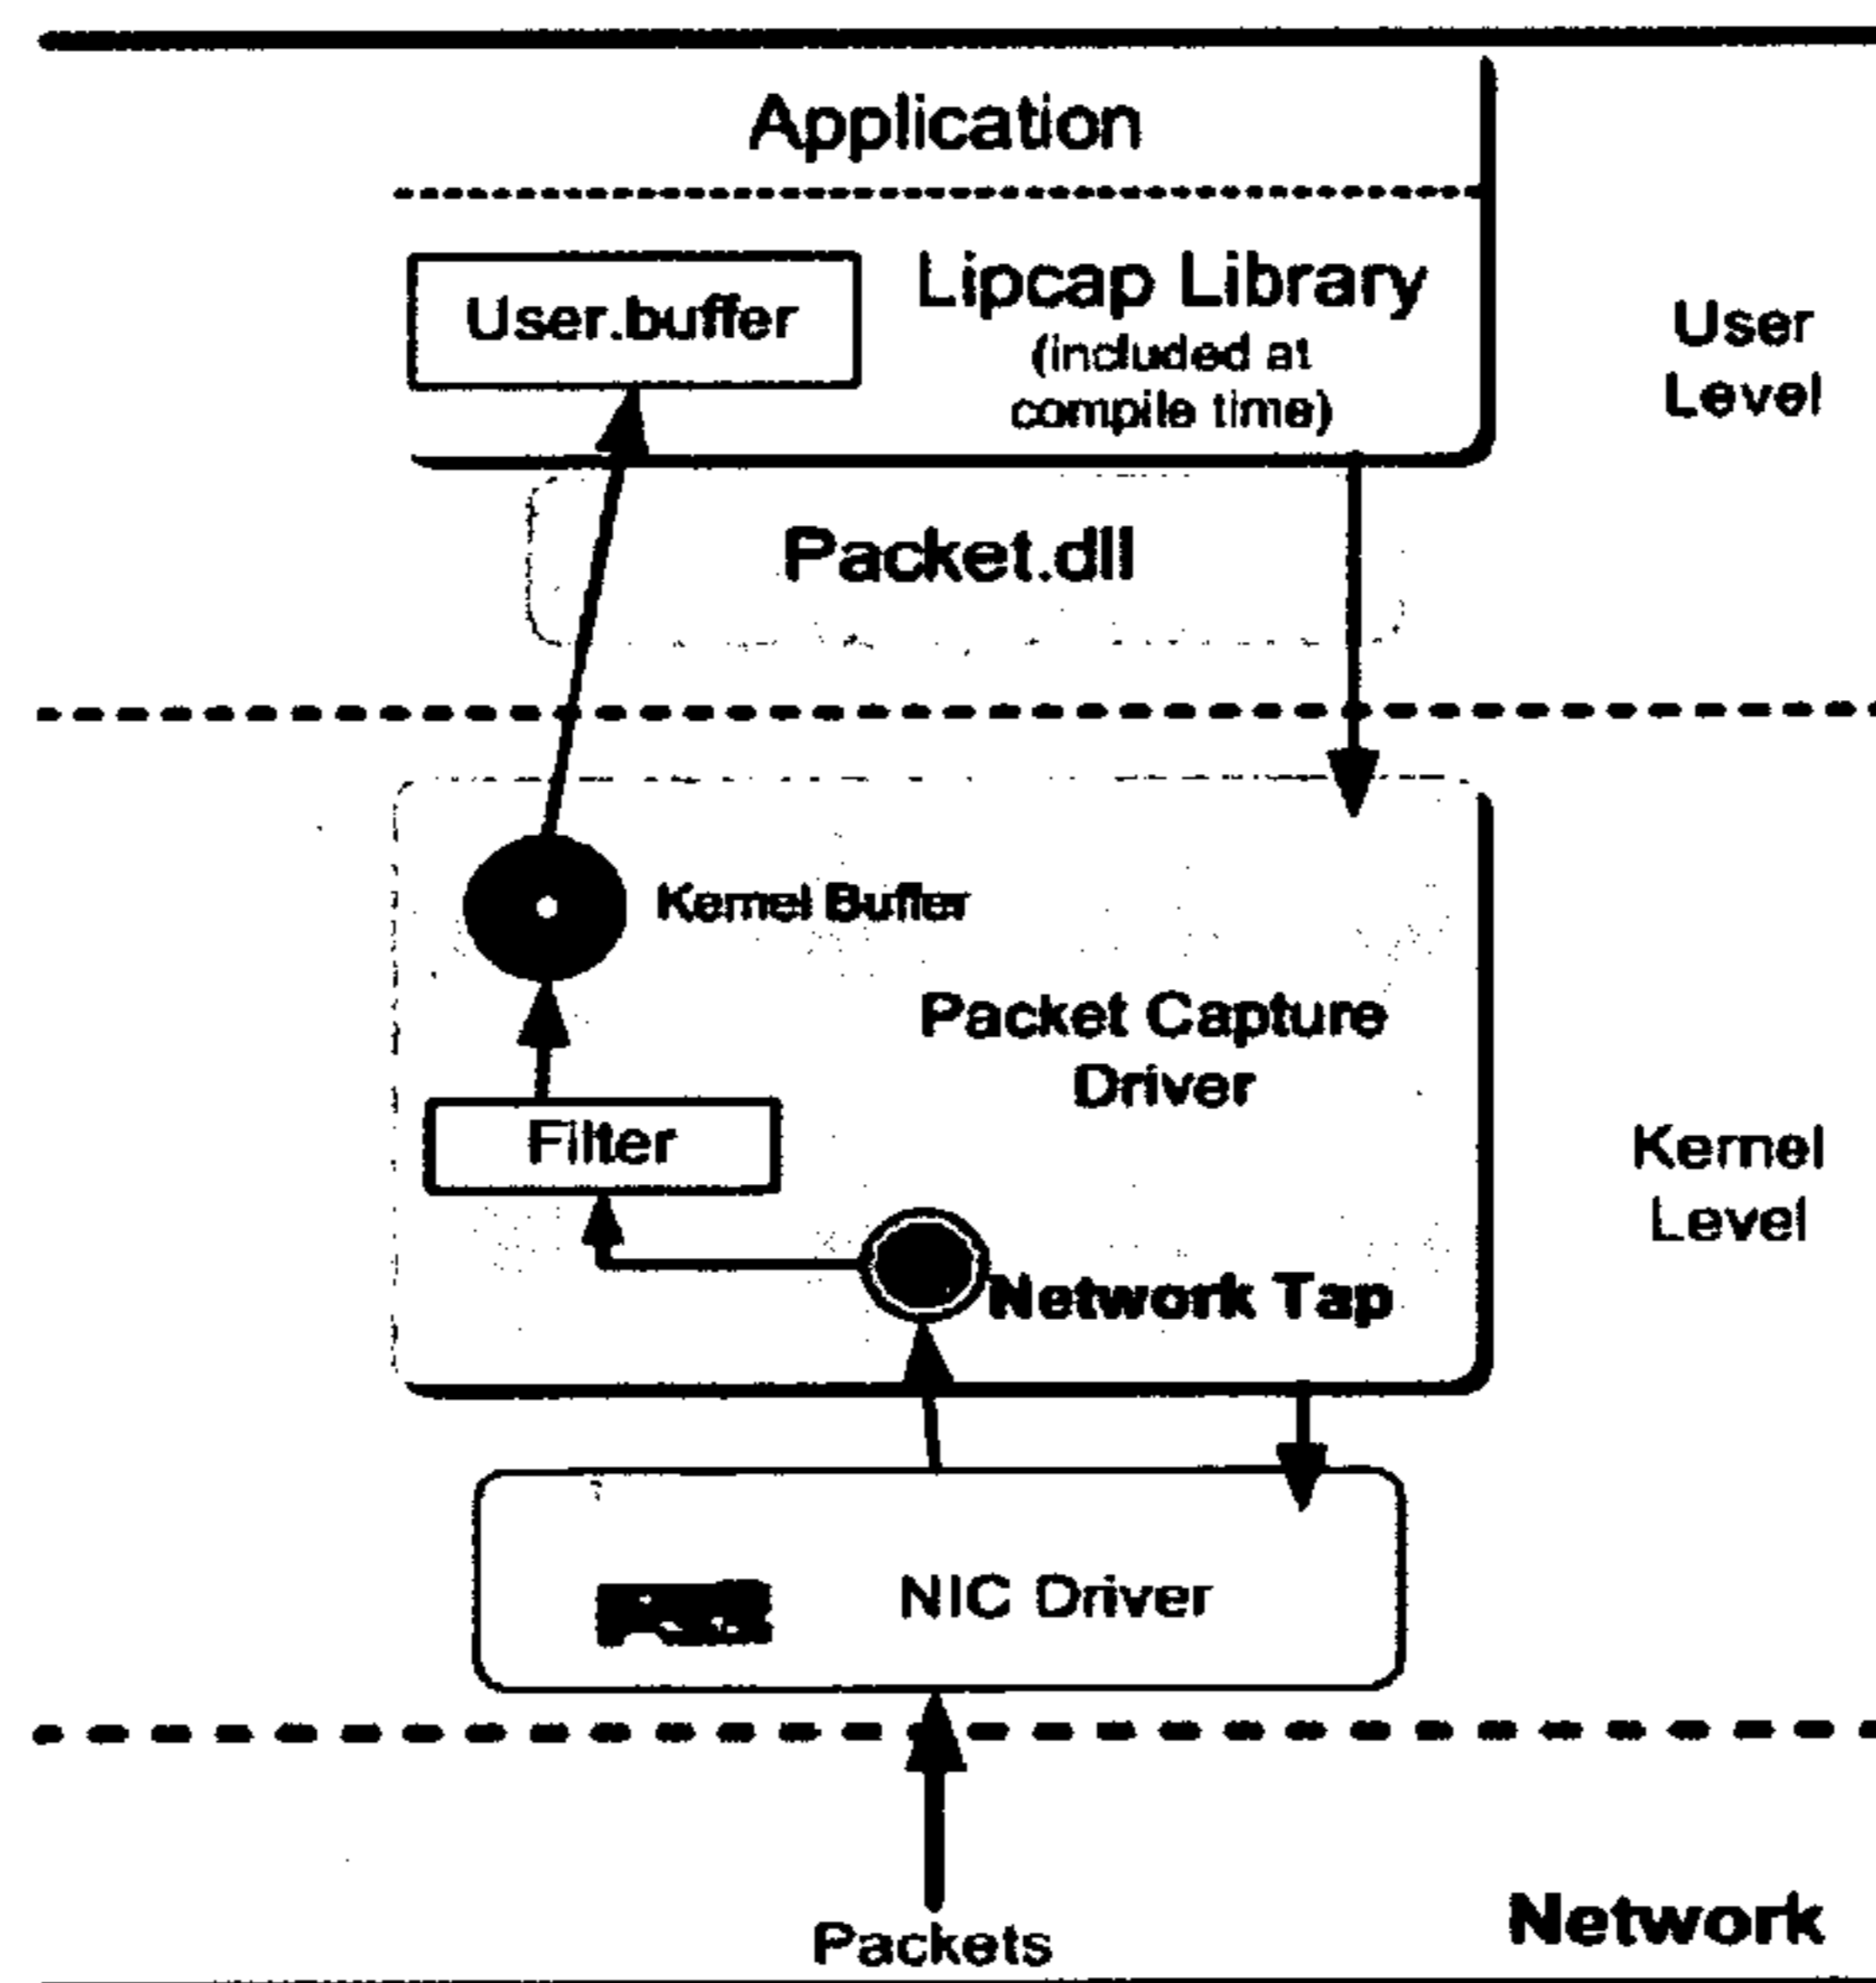 Application
User.buffer
Lipcap Library
(included at
compile time)
User
Level
Packet.dll
Kernel Buffer
Packet Capture
Driver
Filter
Kernel
Level
Network Tap
NIC Driver
Network
Packets